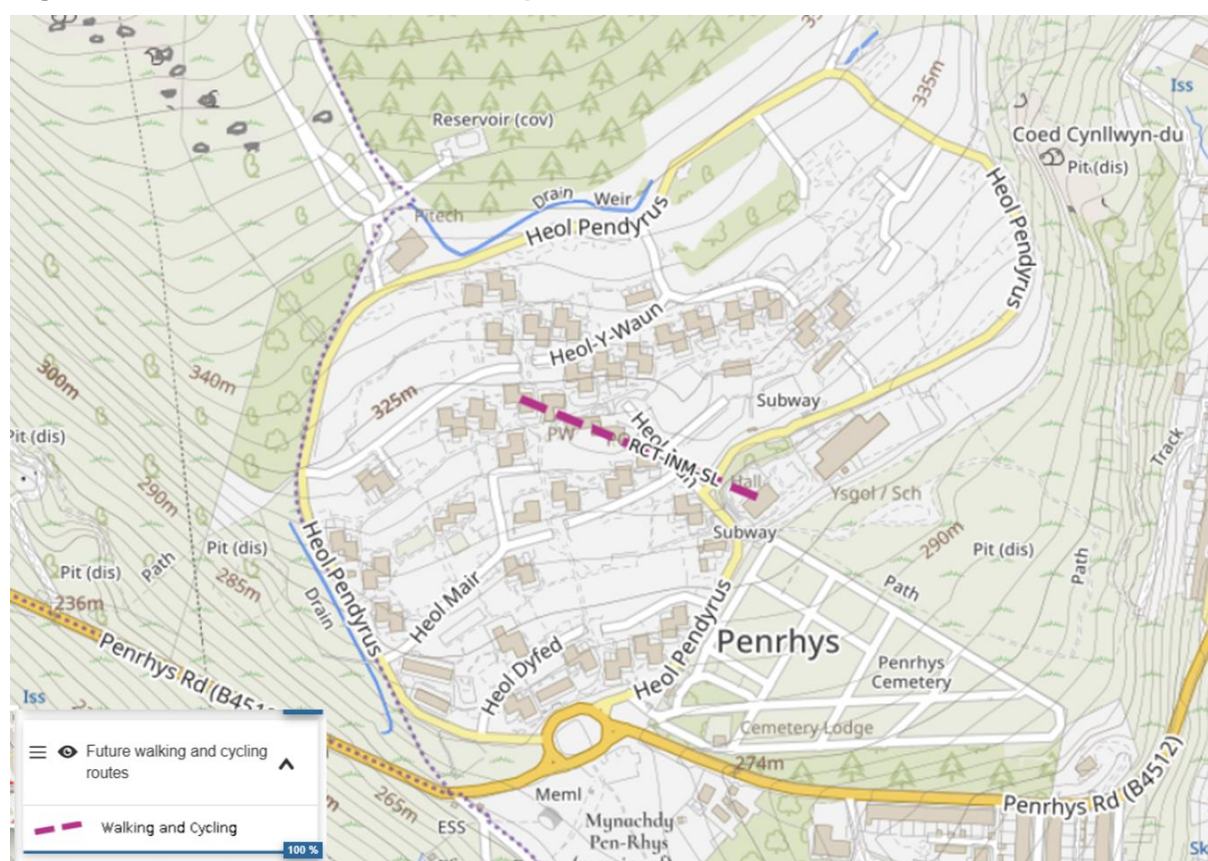 335m
Iss
Coed Cynllwyn-du
Pit (dis)
Reservoir (cov)
Drain
Weir
Pitech
Heol Pendyrus
Heol Pendyrus
Heol-Y-Waun
300m
340m
325m
Subway
PW
RCT-INM-SL
Hall
Ysgol / Sch
Track
Pit (dis)
290m
Pit (dis)
Path
285m
Pit (dis)
236m
Drain
Heol Pendyrus
Heol Mair
Heol Dyfed
Heol Pendyrus
Subway
290m
Pit (dis)
Path
Path
Penrhys
Penrhys
Cemetery
Cemetery Lodge
274m
Penrhys Rd (B4512)
Penrhys Rd (B451
Iss
265m
ESS
Meml
Mynachdy
Pen-Rhys
Sk
Future walking and cycling
routes
Walking and Cycling
100 %